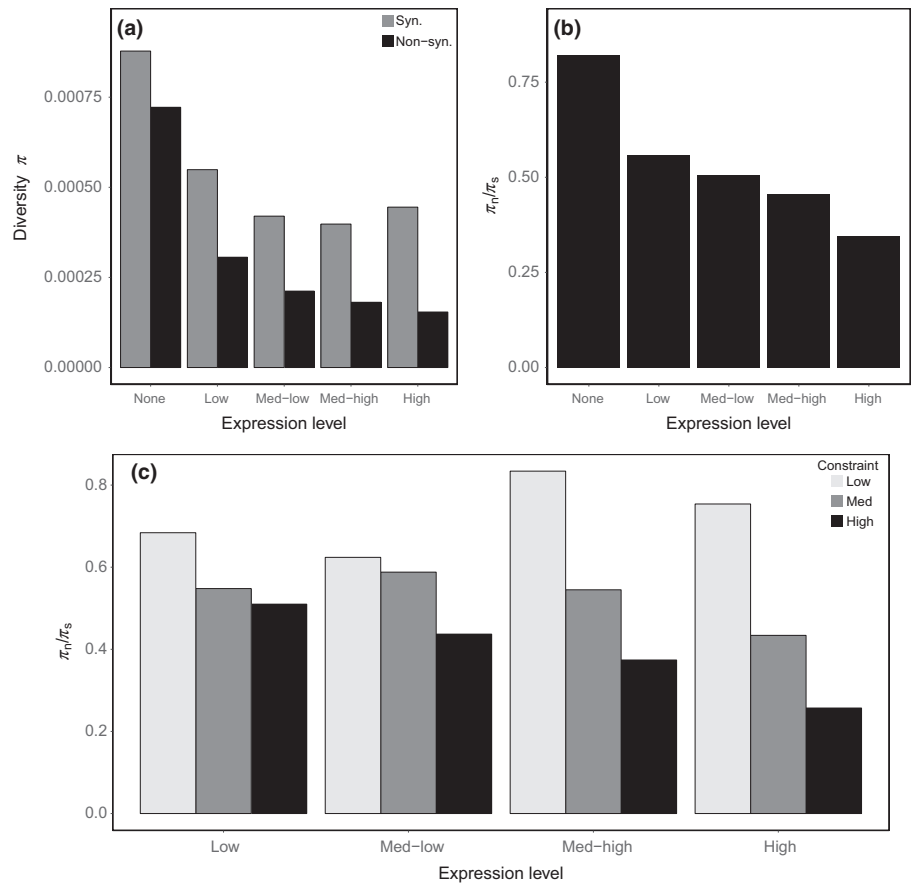 (a)
Syn.
Non−syn.
0.00075
0.00050
0.00025
0.00000
Diversity π
None Low Med−low Med−high High
Expression level
(b)
0.75
0.50
0.25
0.00
πn/πs
None Low Med−low Med−high High
Expression level
(c)
Constraint
Low
Med
High
0.8
0.6
0.4
0.2
0.0
πn/πs
Low Med−low Med−high High
Expression level